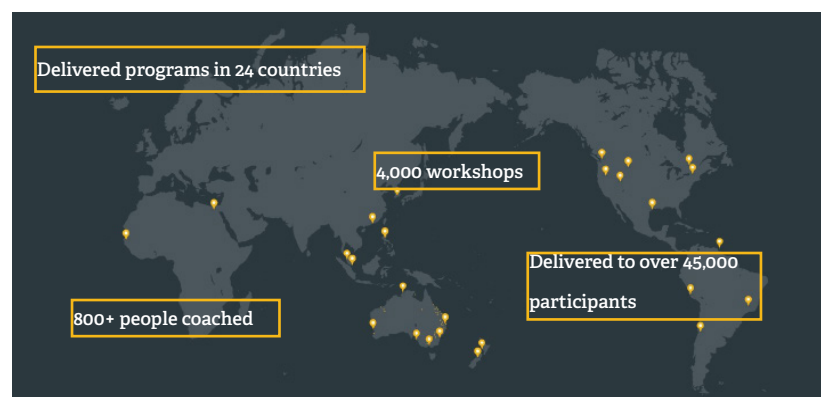 Delivered programs in 24 countries
4,000 workshops
Delivered to over 45,000
participants
800+ people coached